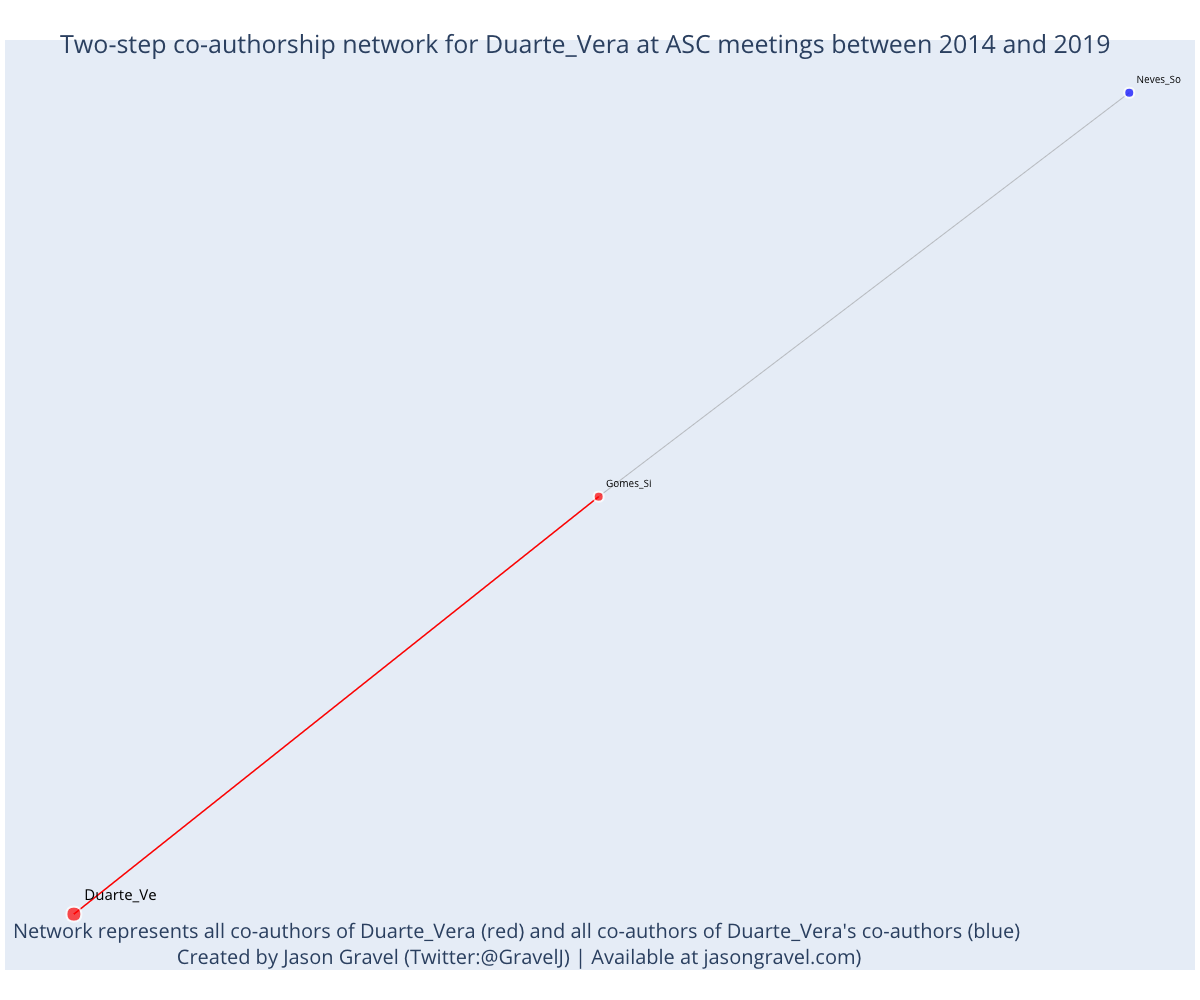 Two-step co-authorship network for Duarte_Vera at ASC meetings between 2014 and 2019
Neves_So
Gomes_Si
Duarte_Ve
Network represents all co-authors of Duarte_Vera (red) and all co-authors of Duarte_Vera's co-authors (blue)
Created by Jason Gravel (Twitter:@GravelJ) | Available at jasongravel.com)